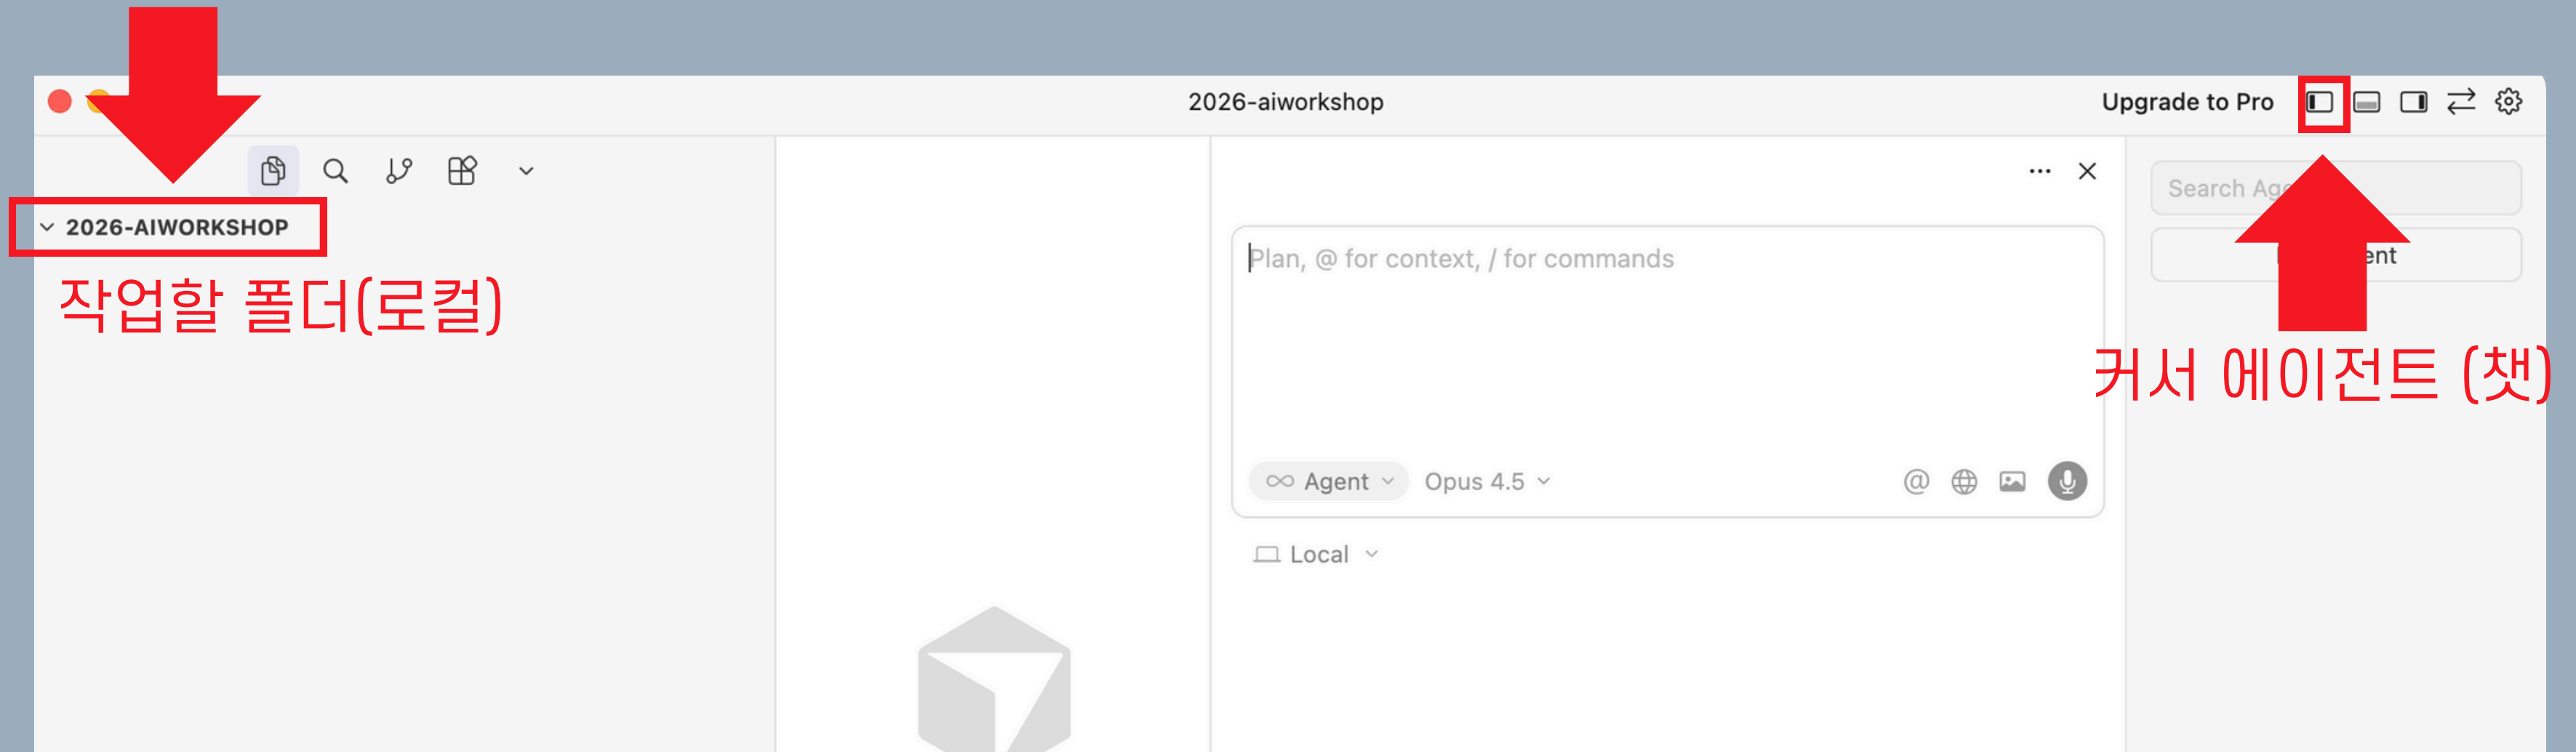 2026-aiworkshop
Upgrade to Pro
2026-AIWORKSHOP
작업할 폴더(로컬)
Plan, @ for context, / for commands
Agent
Opus 4.5
Local
Search
커서 에이전트 (챗)